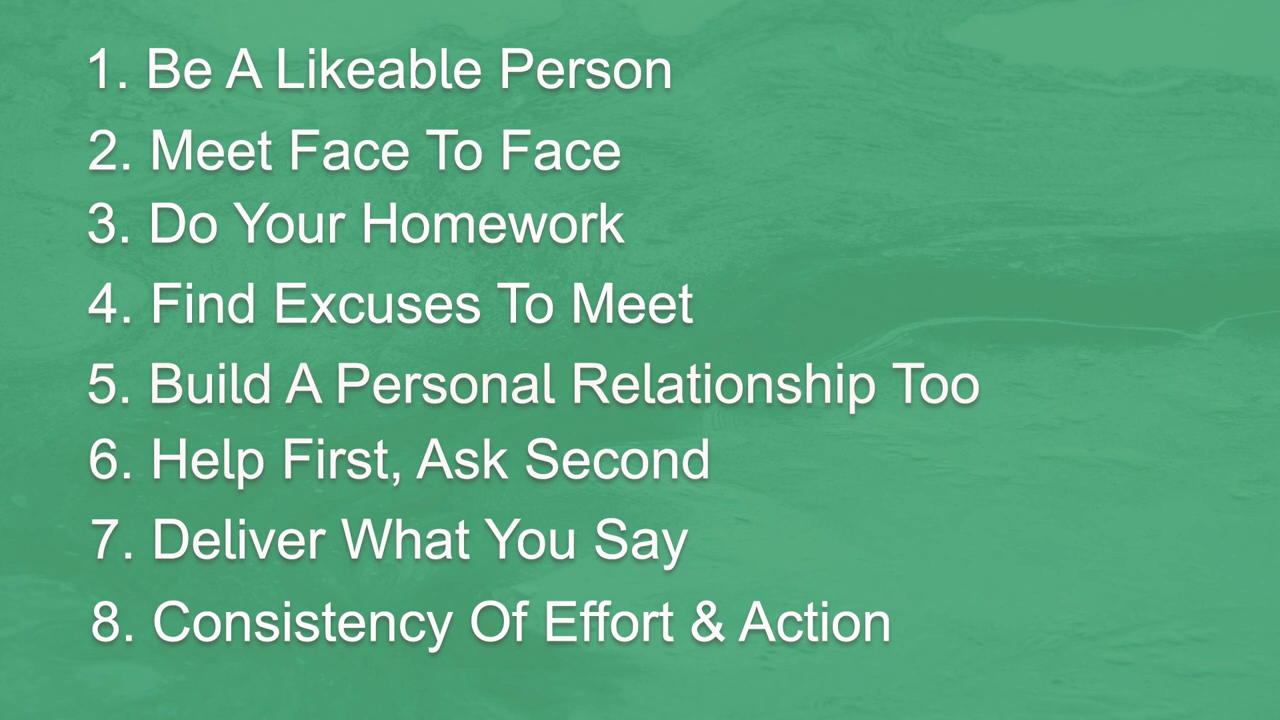 1. Be A Likeable Person
2. Meet Face To Face
3. Do Your Homework
4. Find Excuses To Meet
5. Build A Personal Relationship Too
6. Help First, Ask Second
7. Deliver What You Say
8. Consistency Of Effort & Action